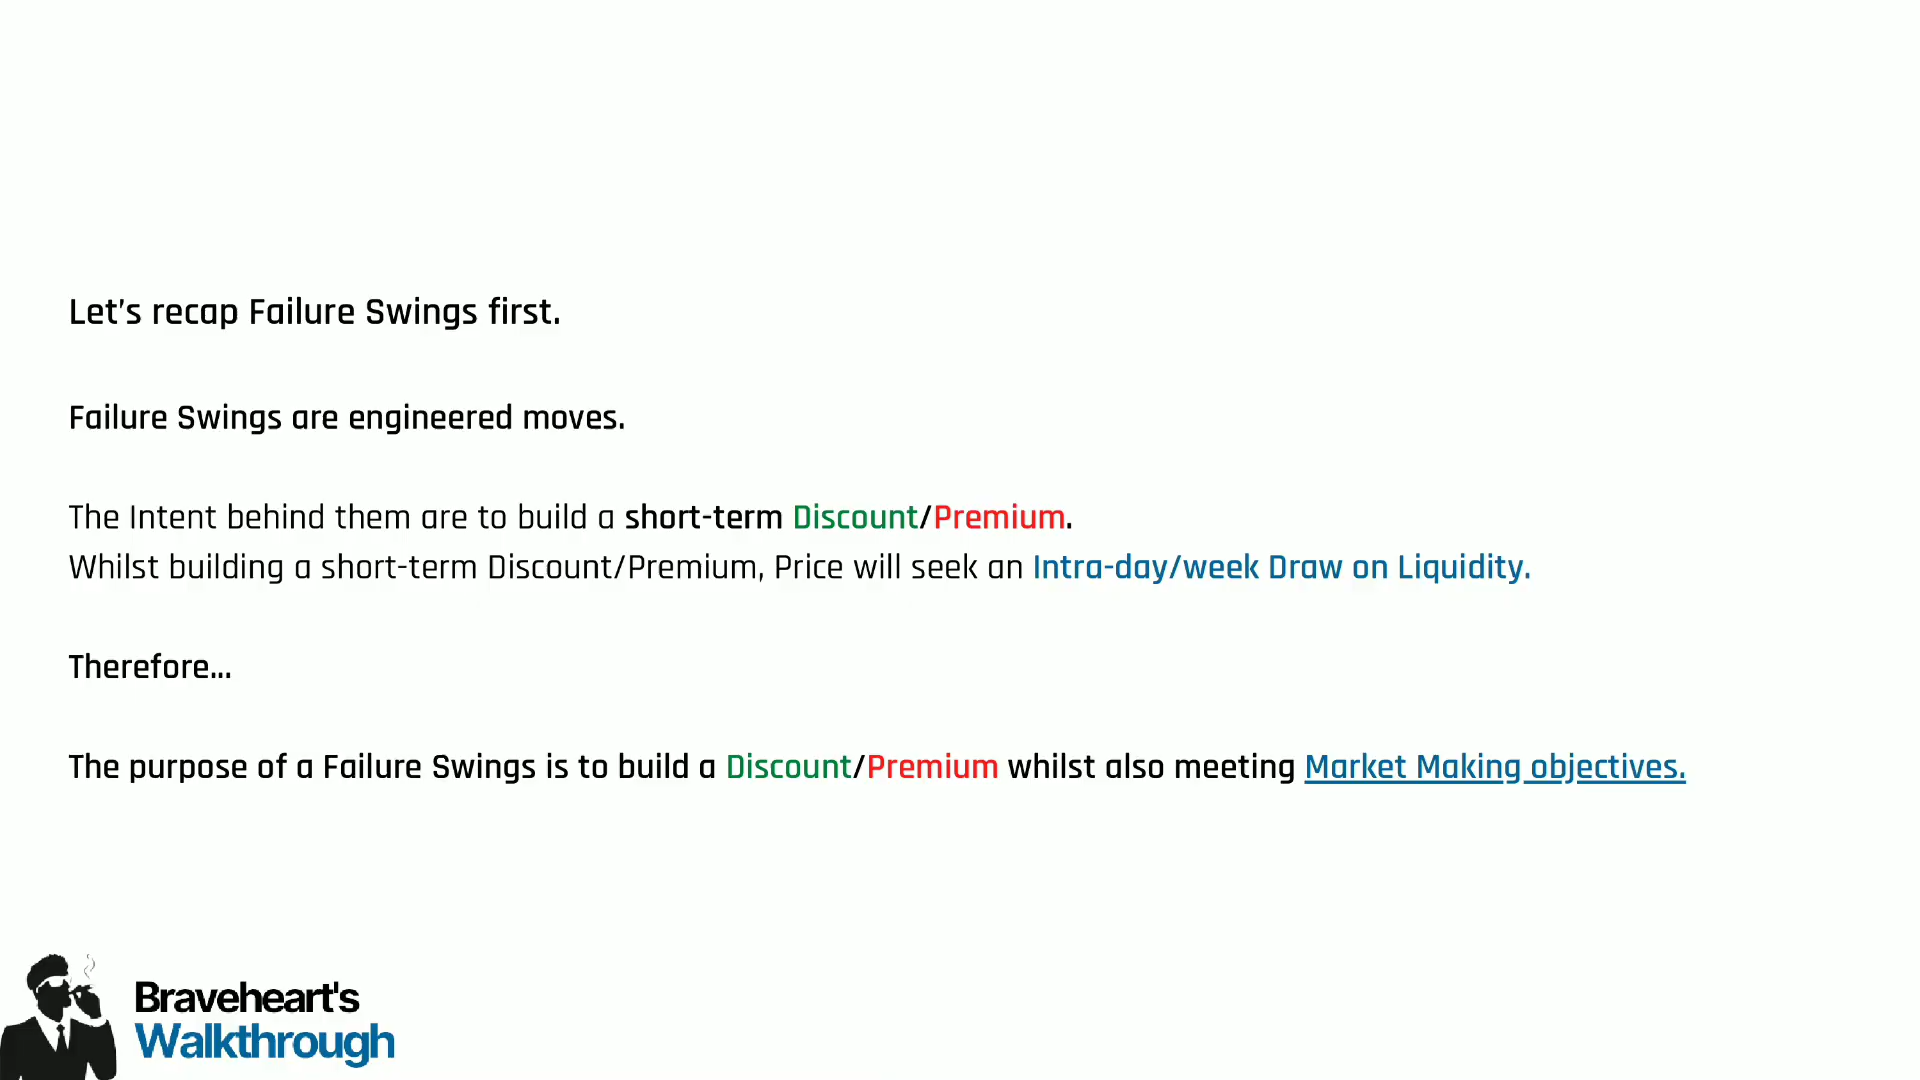 Let's recap Failure Swings first.
Failure Swings are engineered moves.
The Intent behind them are to build a short-term Discount/Premium.
Whilst building a short-term Discount/Premium, Price will seek an Intra-day/week Draw on Liquidity.
Therefore...
The purpose of a Failure Swings is to build a Discount/Premium whilst also meeting Market Making objectives.
Braveheart's
Walkthrough